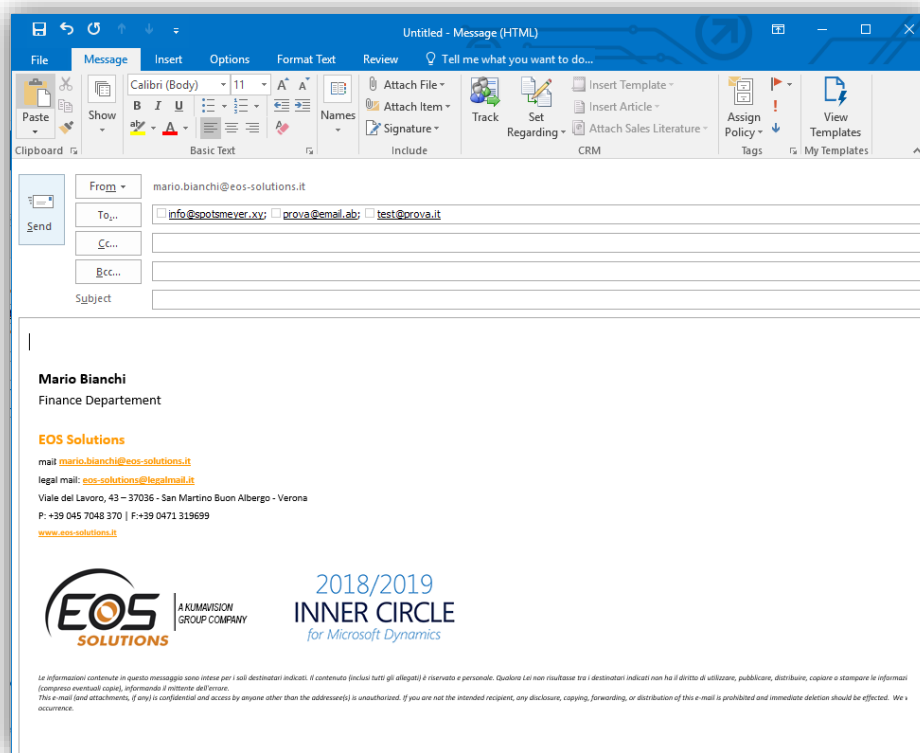 Untitled - Message (HTML)
File Message Insert Options Format Text Review Tell me what you want to do...
Paste
Clipboard
Show
Calibri (Body) 11
B I U
Basic Text
Names
Attach File
Attach Item
Signature
Include
Track
Set Regarding
Insert Template
Insert Article
Attach Sales Literature
CRM
Assign Policy
Tags
View Templates
My Templates
Send
From mario.bianchi@eos-solutions.it
To... info@spotsmeyer.xy; prova@email.ab; test@prova.it
Cc...
Bcc...
Subject
Mario Bianchi
Finance Departement
EOS Solutions
mail mario.bianchi@eos-solutions.it
legal mail: eos-solutions@legalmail.it
Viale del Lavoro, 43 – 37036 - San Martino Buon Albergo - Verona
P: +39 045 7048 370 | F:+39 0471 319699
www.eos-solutions.it
EOS
SOLUTIONS
A KUMAVISION
GROUP COMPANY
2018/2019
INNER CIRCLE
for Microsoft Dynamics
Le informazioni contenute in questo messaggio sono intese per i soli destinatari indicati. Il contenuto (inclusi tutti gli allegati) è riservato e personale. Qualora Lei non risultasse tra i destinatari indicati non ha il diritto di utilizzare, pubblicare, distribuire, copiare o stampare le informazi
(compreso eventuali copie), informando il mittente dell'errore.
This e-mail (and attachments, if any) is confidential and access by anyone other than the addressee(s) is unauthorized. If you are not the intended recipient, any disclosure, copying, forwarding, or distribution of this e-mail is prohibited and immediate deletion should be effected. We
occurrence.